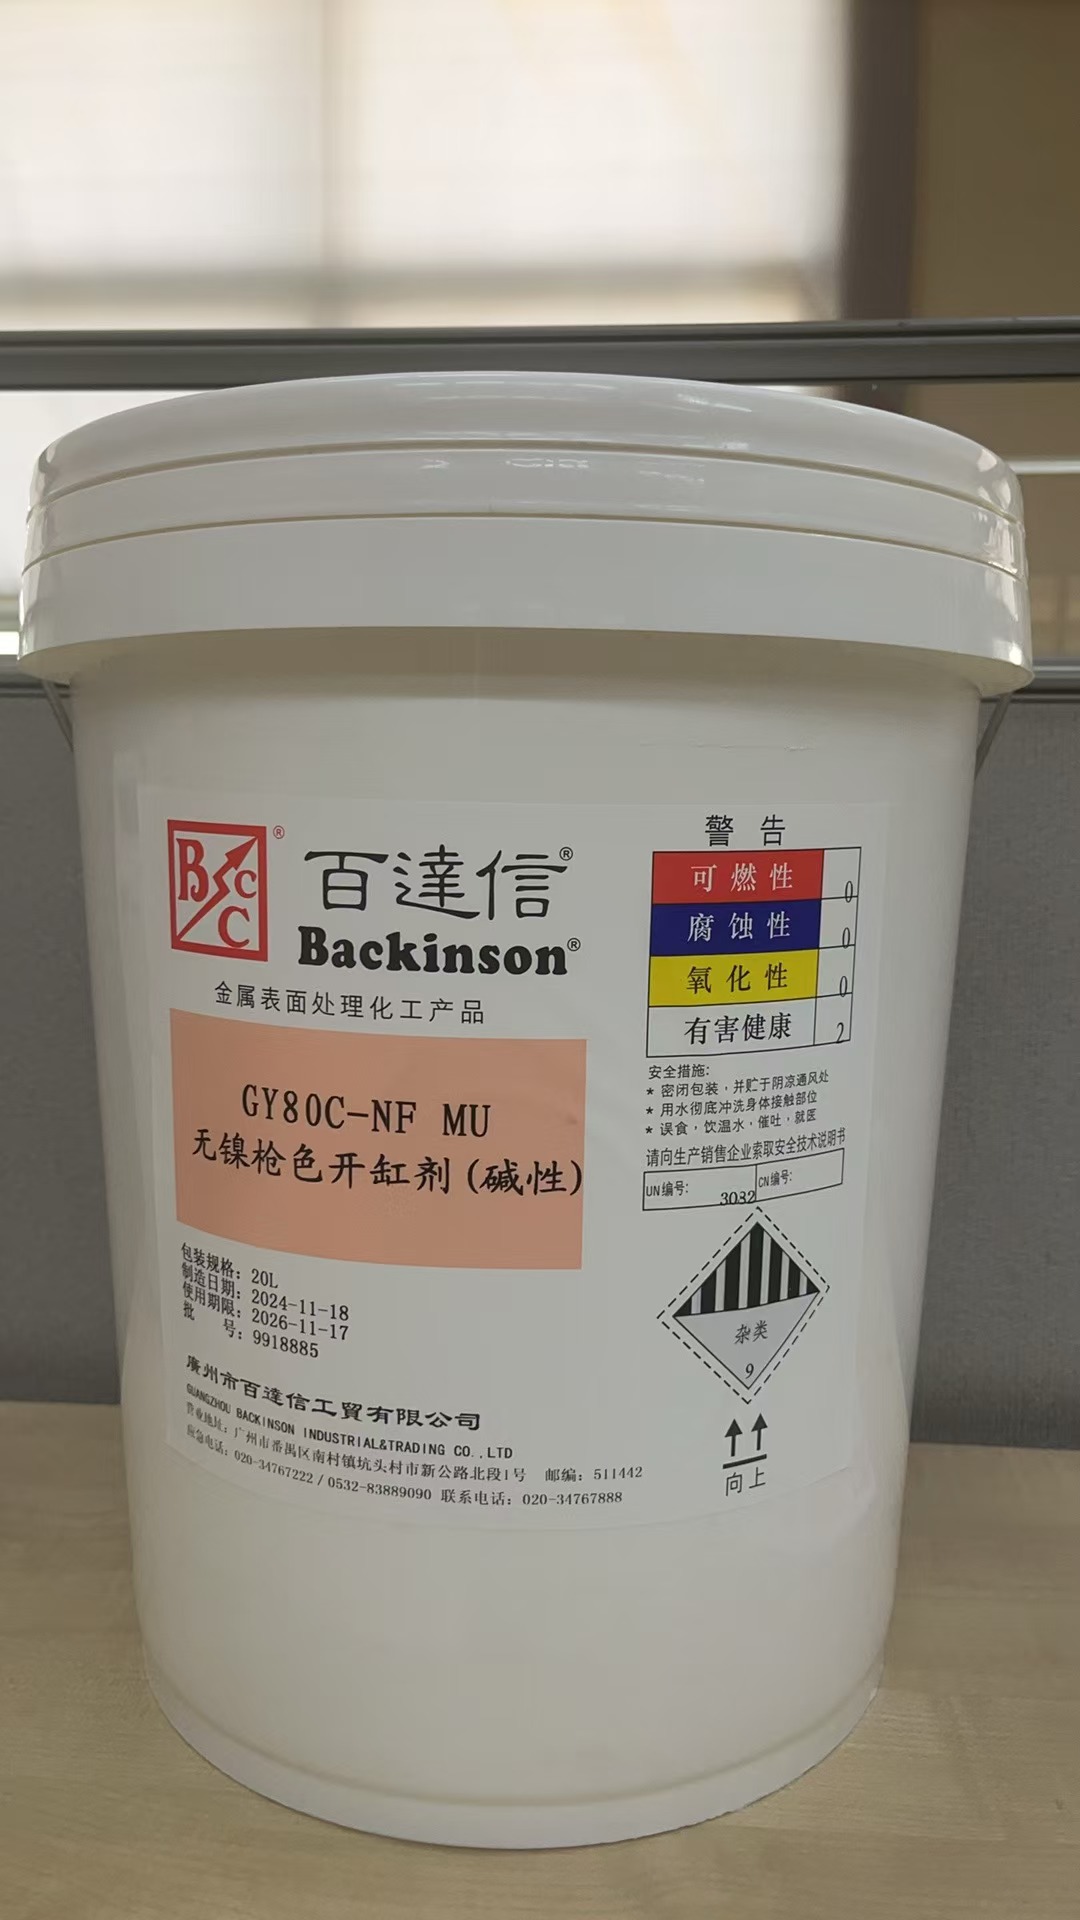 B C C ®
百達信®
Backinson®
金属表面处理化工产品
GY80C-NF MU
无镍枪色开缸剂(碱性)
包装规格: 20L
制造日期: 2024-11-18
使用期限: 2026-11-17
批 号: 9918885
廣州市百達信工貿有限公司
GUANGZHOU BACKINSON INDUSTRIAL&TRADING CO.,LTD
营业地址: 广州市番禺区南村镇坑头村市新公路北段1号 邮编: 511442
应急电话: 020-34767222 / 0532-83889090 联系电话: 020-34767888
警 告
可燃性 0
腐蚀性 0
氧化性 0
有害健康 2
安全措施:
* 密闭包装，并贮于阴凉通风处
* 用水彻底冲洗身体接触部位
* 误食，饮温水，催吐，就医
请向生产销售企业索取安全技术说明书
UN编号: 3082 CN编号:
杂类
9
向上